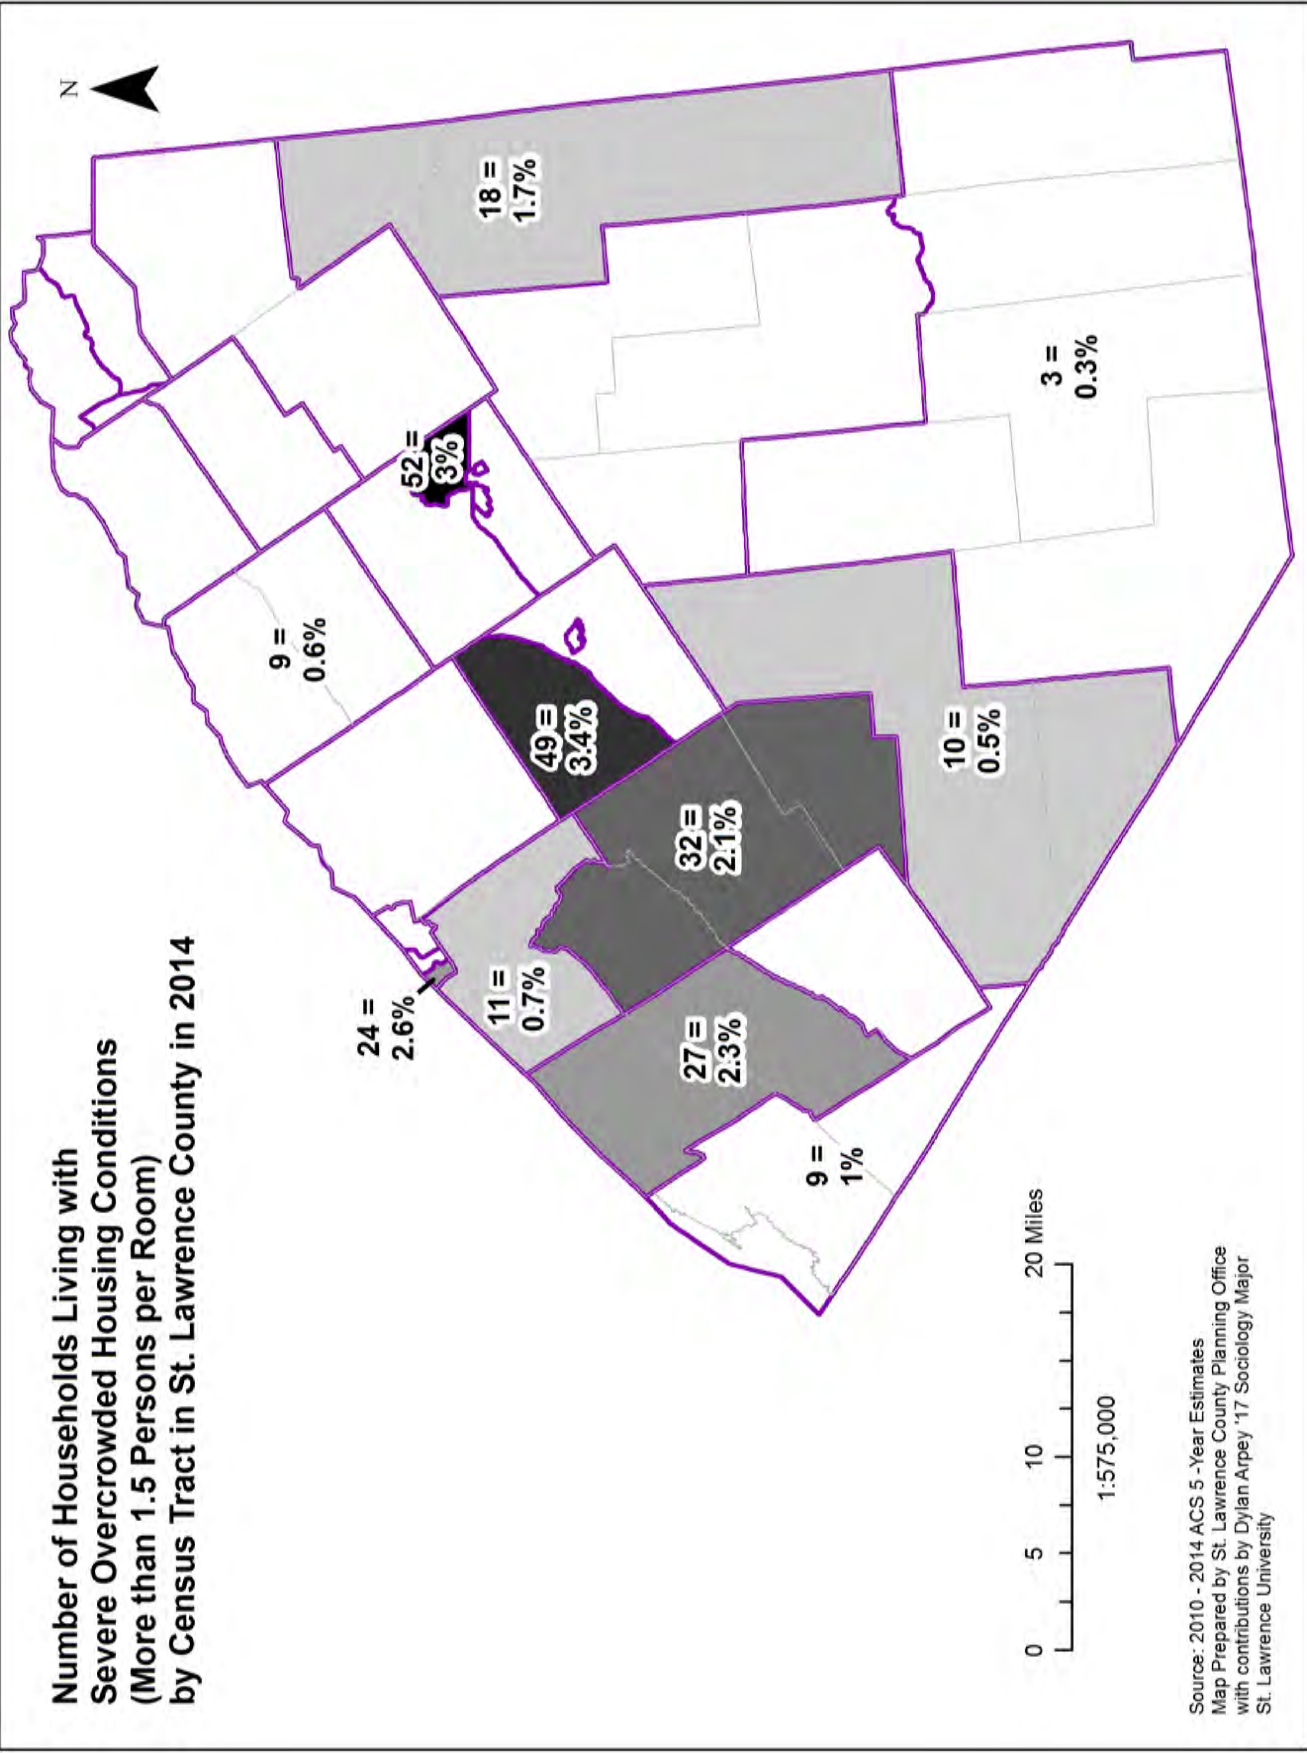 Number of Households Living with
Severe Overcrowded Housing Conditions
(More than 1.5 Persons per Room)
by Census Tract in St. Lawrence County in 2014
N
18 =
1.7%
52 =
3%
9 =
0.6%
49 =
3.4%
24 =
2.6%
11 =
0.7%
32 =
2.1%
27 =
2.3%
3 =
0.3%
10 =
0.5%
9 =
1%
0 5 10 20 Miles
1:575,000
Source: 2010 - 2014 ACS 5 -Year Estimates
Map Prepared by St. Lawrence County Planning Office
with contributions by Dylan Arpey '17 Sociology Major
St. Lawrence University